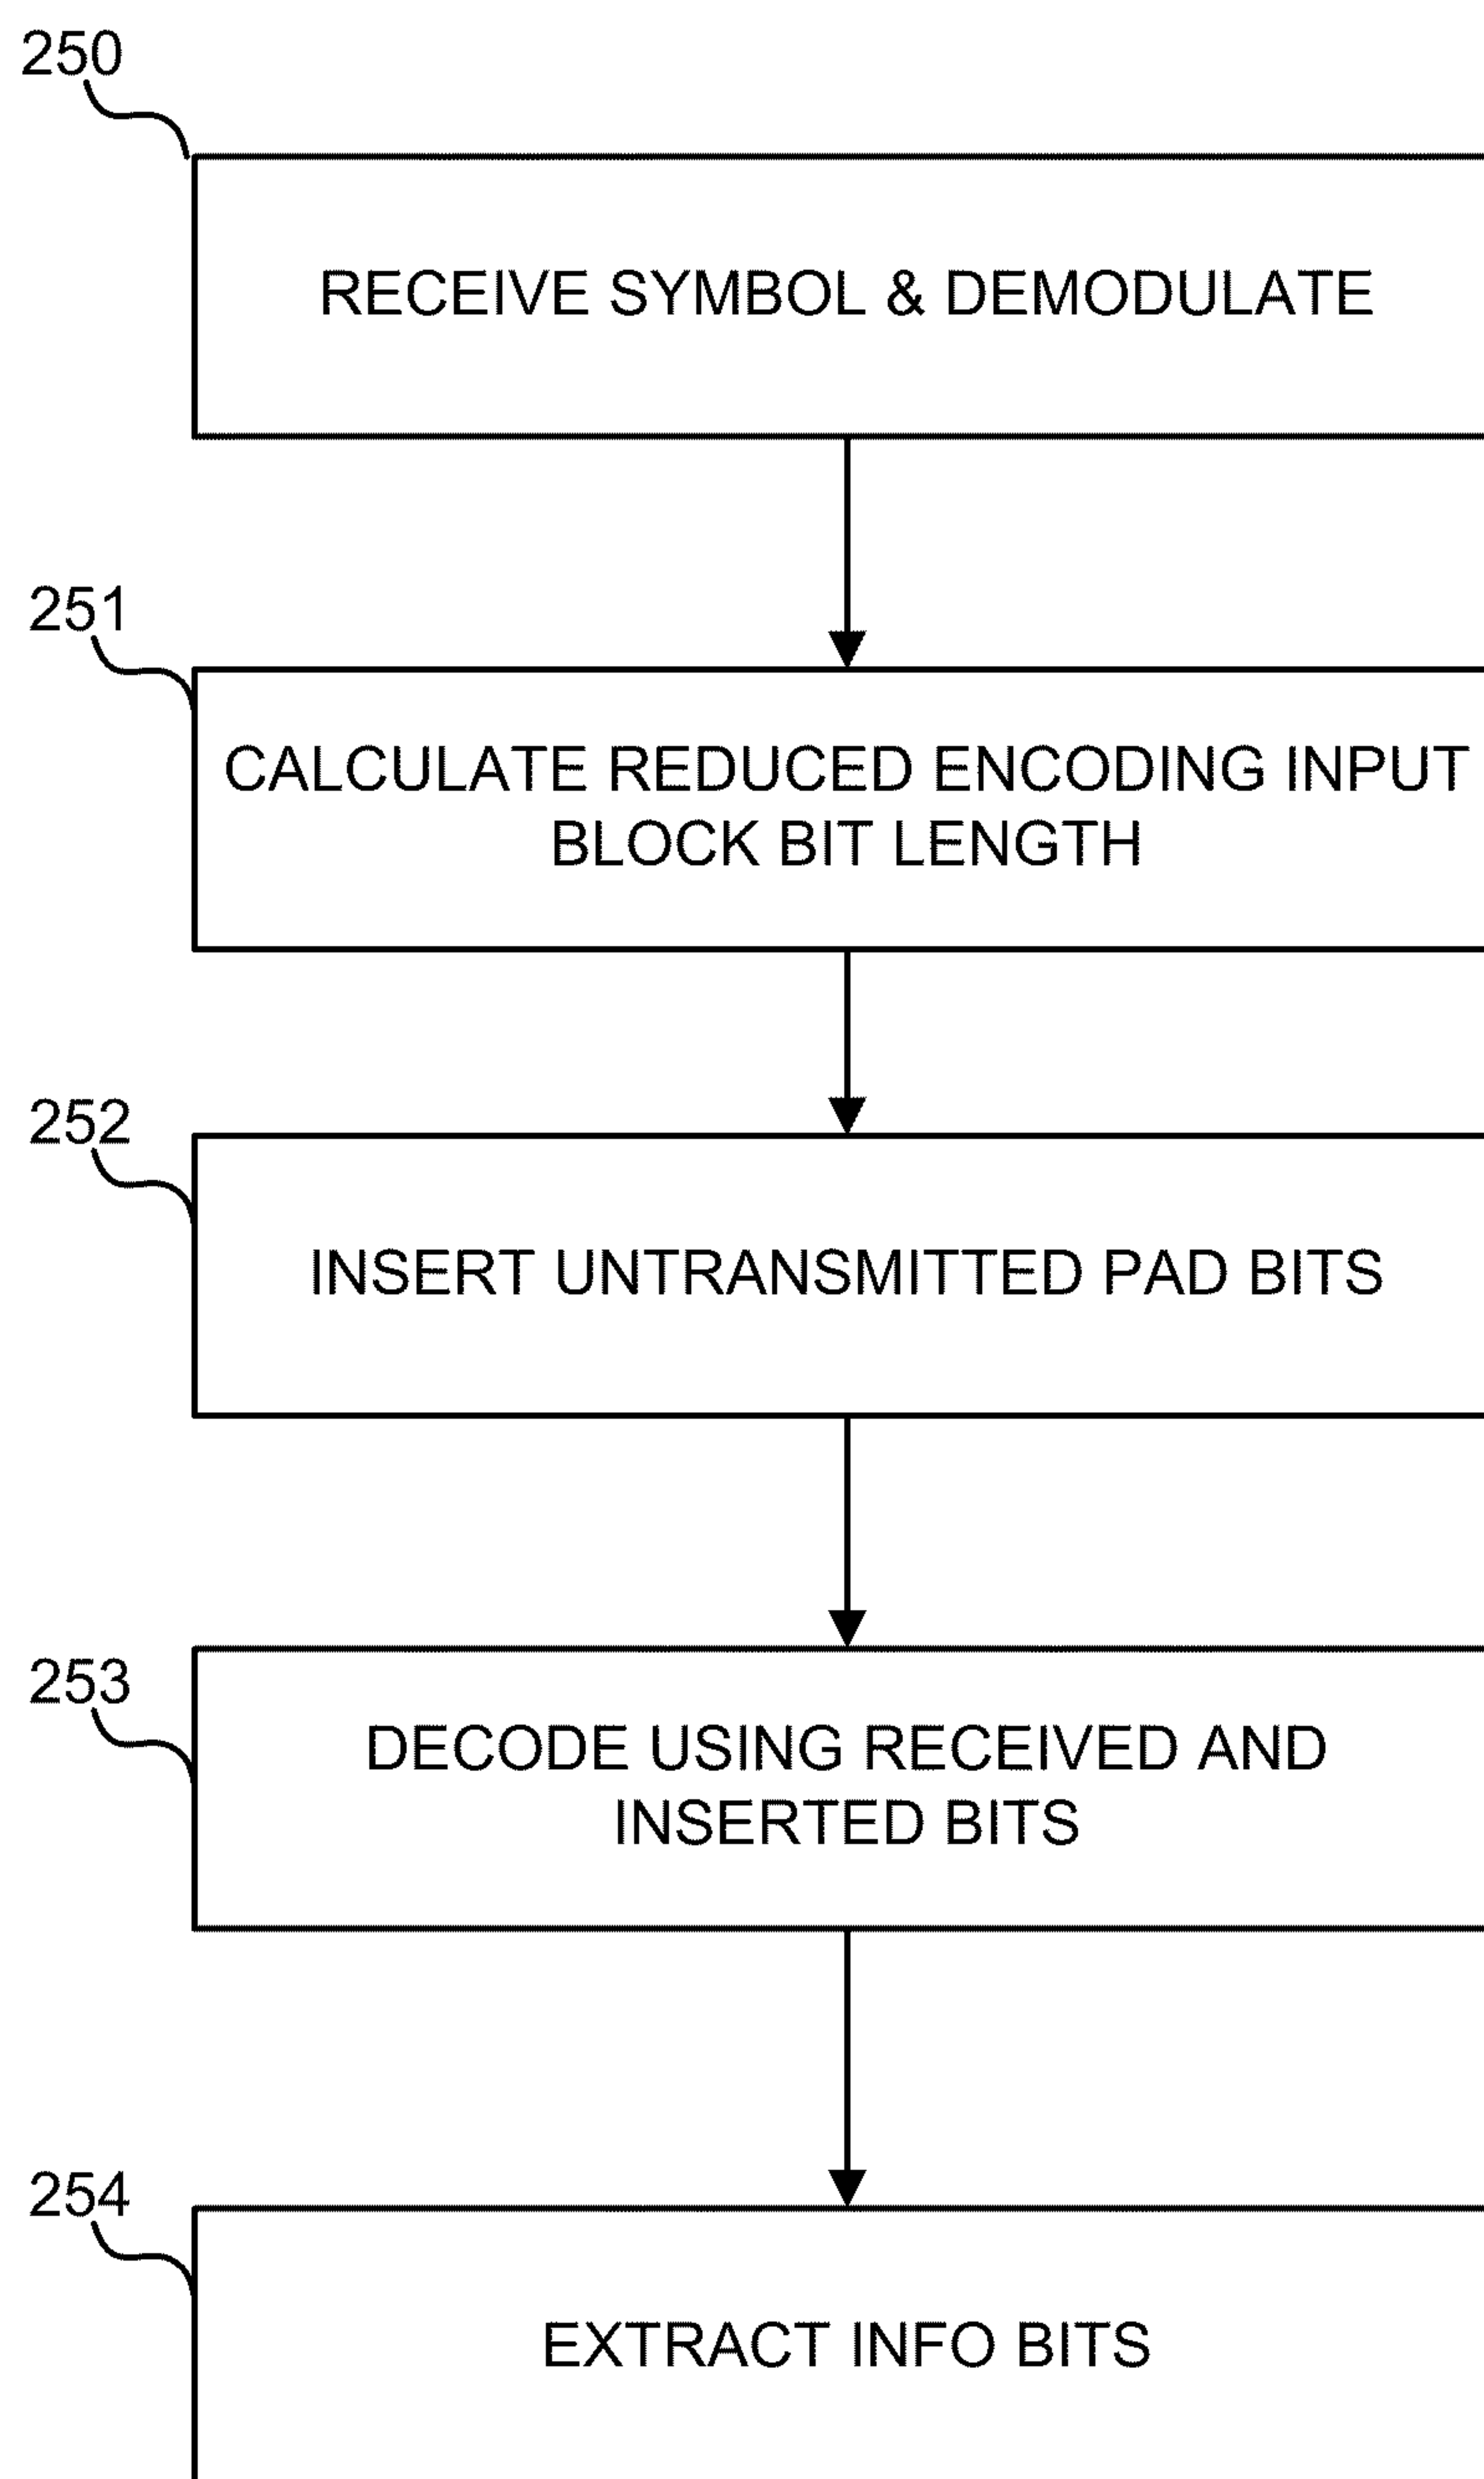 250
RECEIVE SYMBOL & DEMODULATE
251
CALCULATE REDUCED ENCODING INPUT
BLOCK BIT LENGTH
252
INSERT UNTRANSMITTED PAD BITS
253
DECODE USING RECEIVED AND
INSERTED BITS
254
EXTRACT INFO BITS